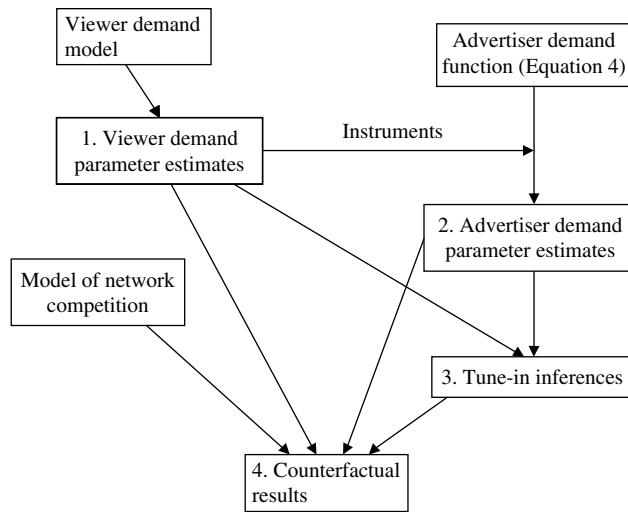 Viewer demand
model
Advertiser demand
function (Equation 4)
Instruments
1. Viewer demand
parameter estimates
2. Advertiser demand
parameter estimates
Model of network
competition
3. Tune-in inferences
4. Counterfactual
results